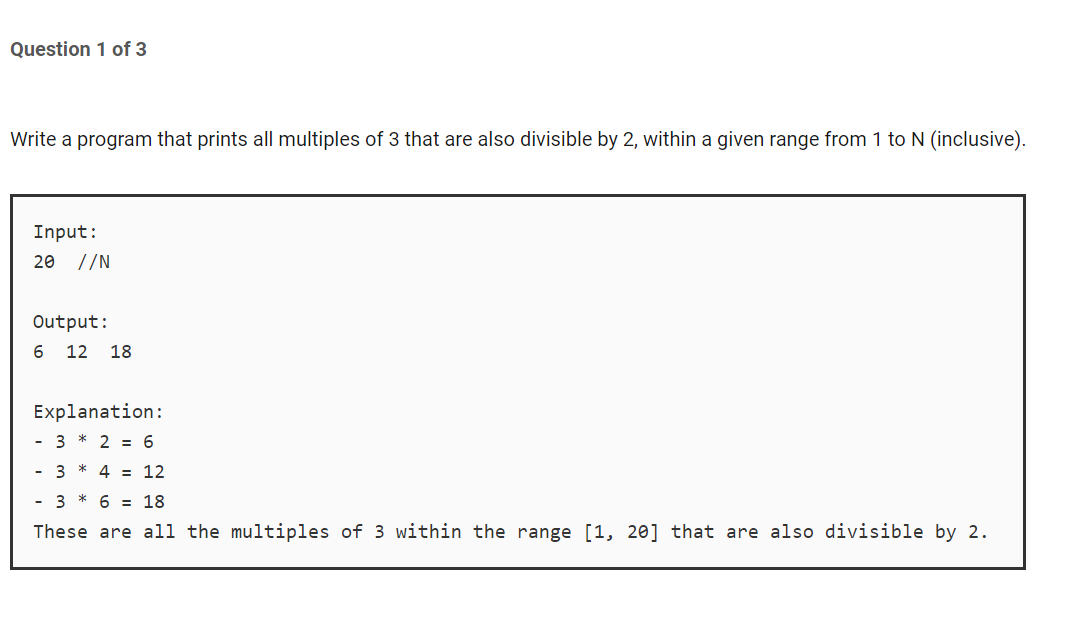 Question 1 of 3
Write a program that prints all multiples of 3 that are also divisible by 2, within a given range from 1 to N (inclusive).
Input:
20  //N
Output:
6  12  18
Explanation:
- 3 * 2 = 6
- 3 * 4 = 12
- 3 * 6 = 18
These are all the multiples of 3 within the range [1, 20] that are also divisible by 2.